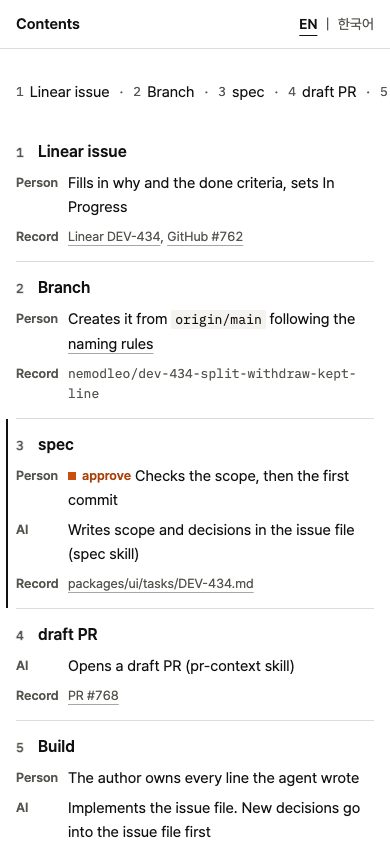 Contents
EN | 한국어
1 Linear issue · 2 Branch · 3 spec · 4 draft PR · 5
1 Linear issue
Person Fills in why and the done criteria, sets In
Progress
Record Linear DEV-434, GitHub #762
2 Branch
Person Creates it from origin/main following the
naming rules
Record nemodleo/dev-434-split-withdraw-kept-
line
3 spec
Person ■ approve Checks the scope, then the first
commit
AI Writes scope and decisions in the issue file
(spec skill)
Record packages/ui/tasks/DEV-434.md
4 draft PR
AI Opens a draft PR (pr-context skill)
Record PR #768
5 Build
Person The author owns every line the agent wrote
AI Implements the issue file. New decisions go
into the issue file first